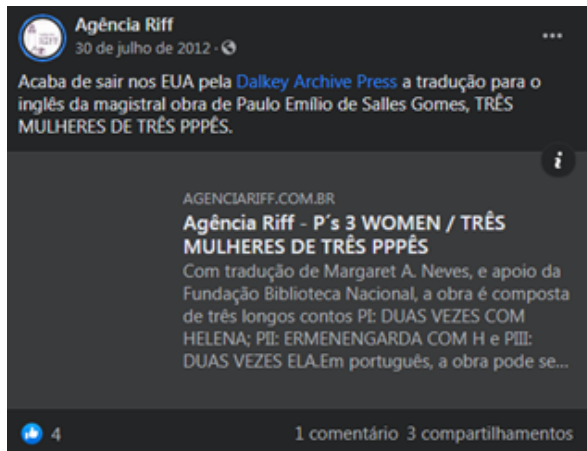 Agência Riff
30 de julho de 2012 ·
Acaba de sair nos EUA pela Dalkey Archive Press a tradução para o
inglês da magistral obra de Paulo Emílio de Salles Gomes, TRÊS
MULHERES DE TRÊS PPPÊS.
AGENCIARIFF.COM.BR
Agência Riff - P´s 3 WOMEN / TRÊS
MULHERES DE TRÊS PPPÊS
Com tradução de Margaret A. Neves, e apoio da
Fundação Biblioteca Nacional, a obra é composta
de três longos contos PI: DUAS VEZES COM
HELENA; PII: ERMENENGARDA COM H e PIII:
DUAS VEZES ELA.Em português, a obra pode se...
4
1 comentário 3 compartilhamentos